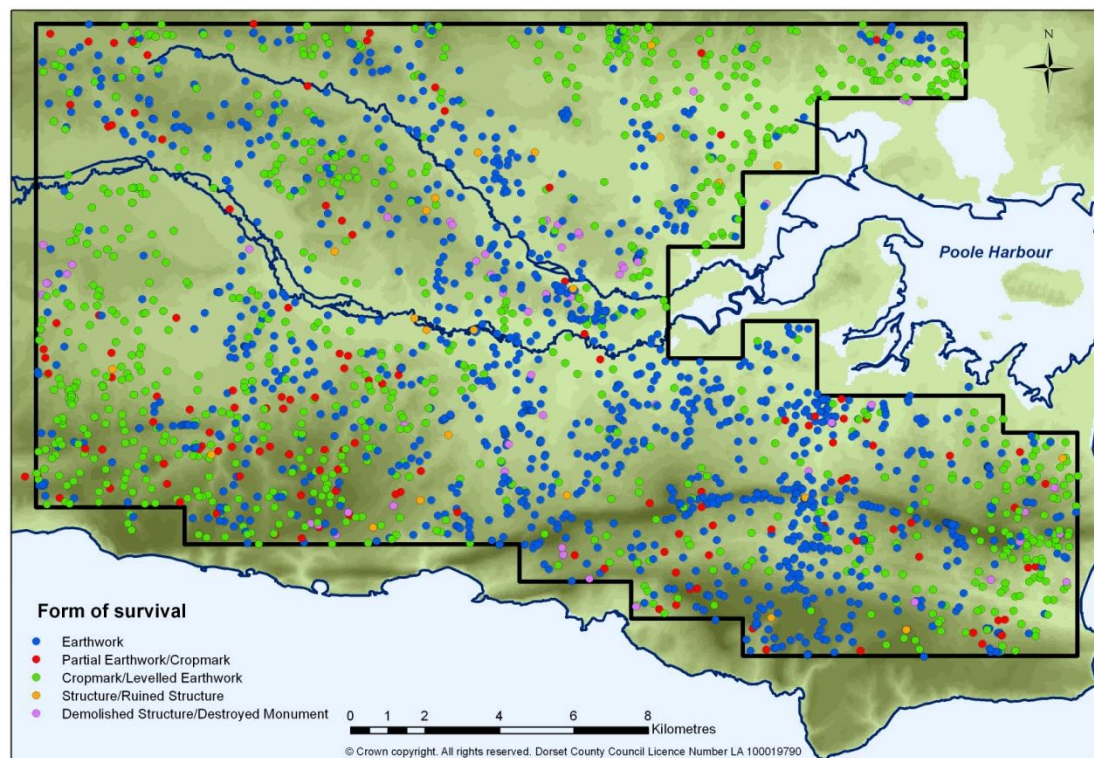 N
Poole Harbour
Form of survival
Earthwork
Partial Earthwork/Cropmark
Cropmark/Levelled Earthwork
Structure/Ruined Structure
Demolished Structure/Destroyed Monument
0 1 2 4 6 8
Kilometres
© Crown copyright. All rights reserved. Dorset County Council Licence Number LA 100019790